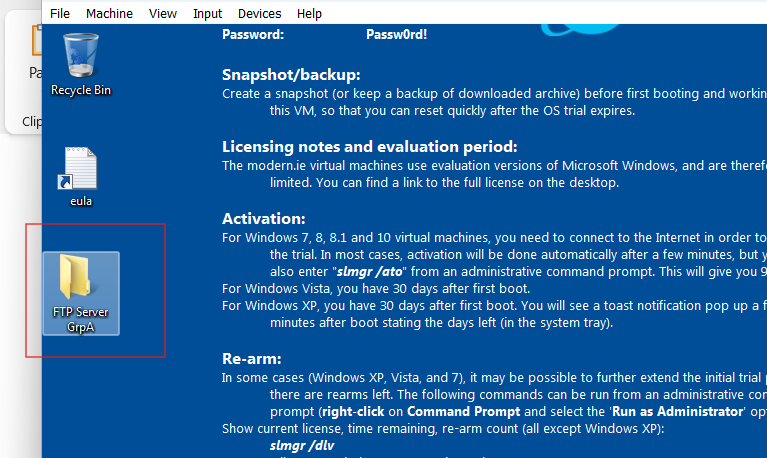 File Machine View Input Devices Help
Password: Passw0rd!
Recycle Bin
Snapshot/backup:
Create a snapshot (or keep a backup of downloaded archive) before first booting and
this VM, so that you can reset quickly after the OS trial expires.
Licensing notes and evaluation period:
The modern.ie virtual machines use evaluation versions of Microsoft Windows, and are
limited. You can find a link to the full license on the desktop.
eula
Activation:
For Windows 7, 8, 8.1 and 10 virtual machines, you need to connect to the Internet in order to
the trial. In most cases, activation will be done automatically after a few minutes, but
also enter "slmgr /ato" from an administrative command prompt. This will give you 9
For Windows Vista, you have 30 days after first boot.
For Windows XP, you have 30 days after first boot. You will see a toast notification pop up a
minutes after boot stating the days left (in the system tray).
FTP Server
GrpA
Re-arm:
In some cases (Windows XP, Vista, and 7), it may be possible to further extend the initial trial
there are rearms left. The following commands can be run from an administrative
prompt (right-click on Command Prompt and select the 'Run as Administrator'
Show current license, time remaining, re-arm count (all except Windows XP):
slmgr /dlv